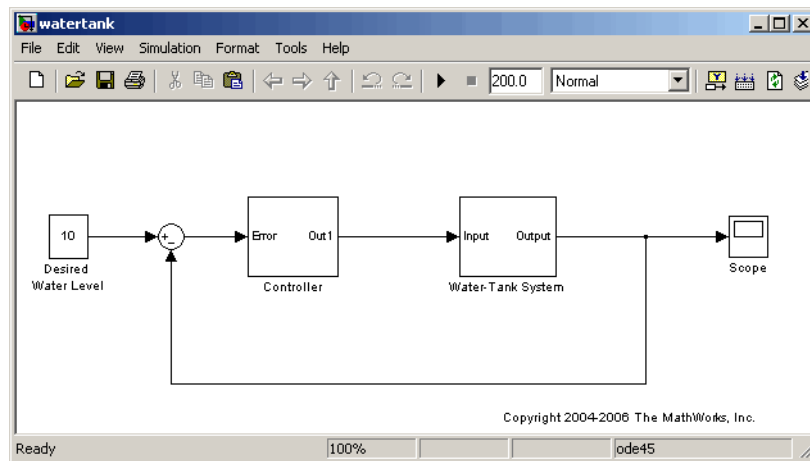 watertank
File Edit View Simulation Format Tools Help
200.0 Normal
10
Desired
Water Level
+-
Error Out1
Controller
Input Output
Water-Tank System
Scope
Copyright 2004-2006 The MathWorks, Inc.
Ready 100% ode45